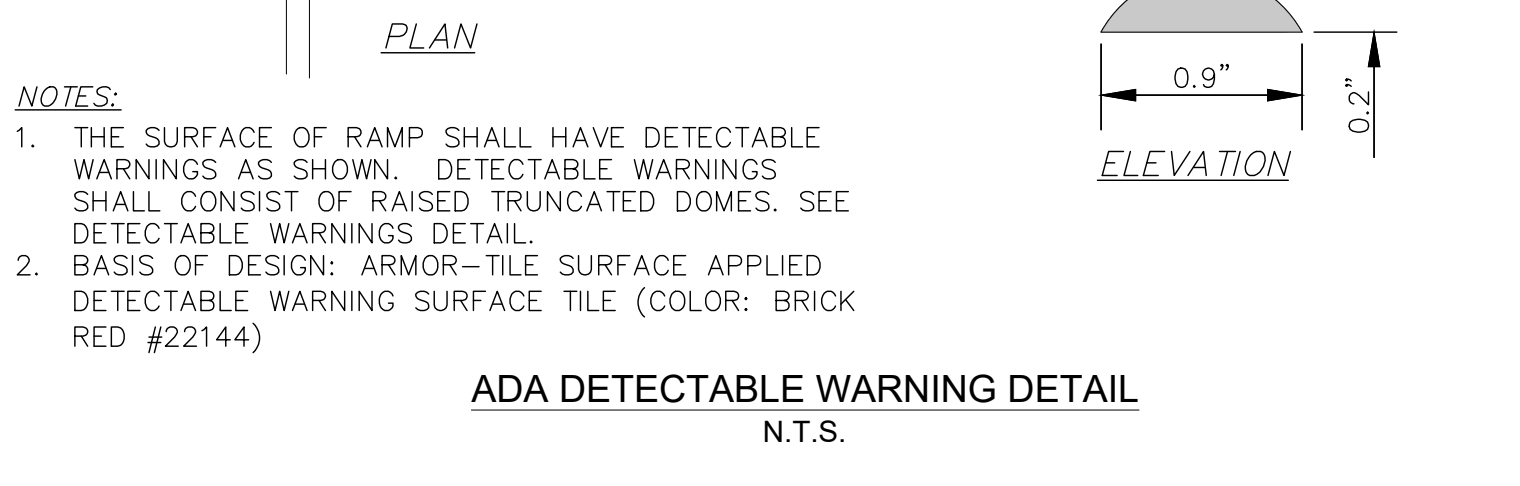 PLAN
0.9”
0.2”
ELEVATION
NOTES:
1. THE SURFACE OF RAMP SHALL HAVE DETECTABLE
WARNINGS AS SHOWN. DETECTABLE WARNINGS
SHALL CONSIST OF RAISED TRUNCATED DOMES. SEE
DETECTABLE WARNINGS DETAIL.
2. BASIS OF DESIGN: ARMOR–TILE SURFACE APPLIED
DETECTABLE WARNING SURFACE TILE (COLOR: BRICK
RED #22144)
ADA DETECTABLE WARNING DETAIL
N.T.S.